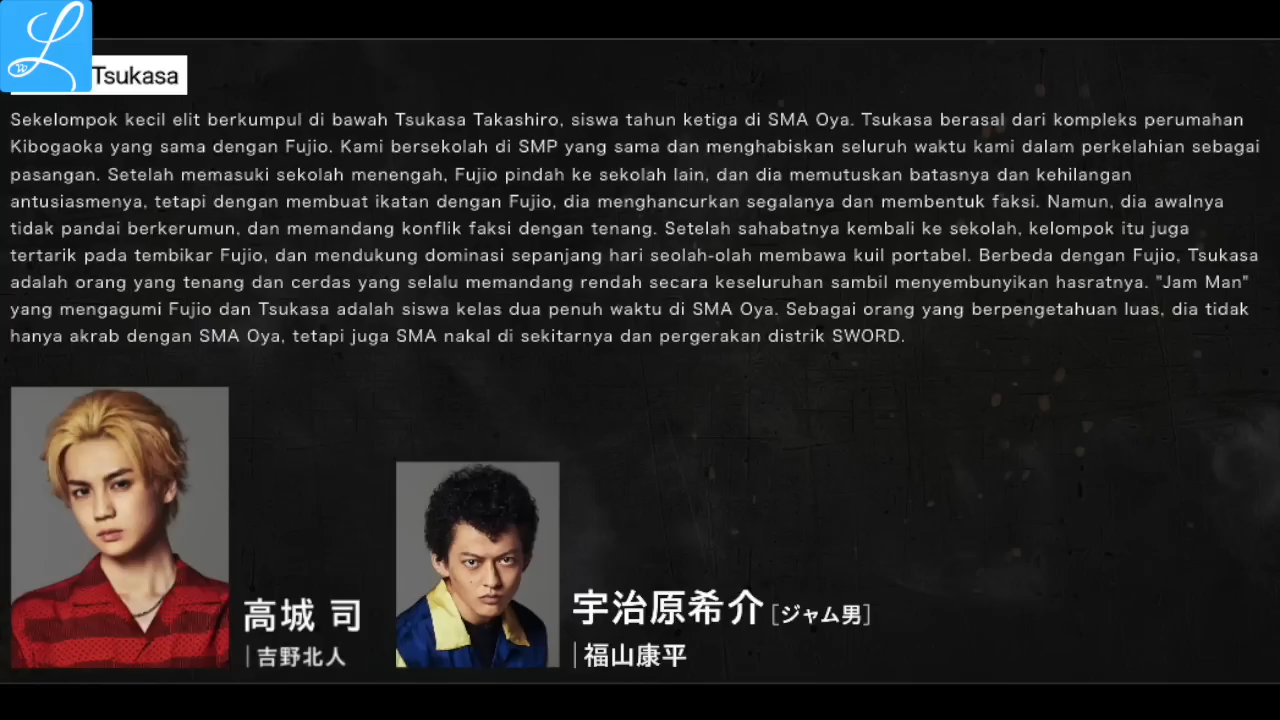 L
W
Tsukasa
Sekelompok kecil elit berkumpul di bawah Tsukasa Takashiro, siswa tahun ketiga di SMA Oya. Tsukasa berasal dari kompleks perumahan
Kibogaoka yang sama dengan Fujio. Kami bersekolah di SMP yang sama dan menghabiskan seluruh waktu kami dalam perkelahian sebagai
pasangan. Setelah memasuki sekolah menengah, Fujio pindah ke sekolah lain, dan dia memutuskan batasnya dan kehilangan
antusiasmenya, tetapi dengan membuat ikatan dengan Fujio, dia menghancurkan segalanya dan membentuk faksi. Namun, dia awalnya
tidak pandai berkerumun, dan memandang konflik faksi dengan tenang. Setelah sahabatnya kembali ke sekolah, kelompok itu juga
tertarik pada tembikar Fujio, dan mendukung dominasi sepanjang hari seolah-olah membawa kuil portabel. Berbeda dengan Fujio, Tsukasa
adalah orang yang tenang dan cerdas yang selalu memandang rendah secara keseluruhan sambil menyembunyikan hasratnya. "Jam Man"
yang mengagumi Fujio dan Tsukasa adalah siswa kelas dua penuh waktu di SMA Oya. Sebagai orang yang berpengetahuan luas, dia tidak
hanya akrab dengan SMA Oya, tetapi juga SMA nakal di sekitarnya dan pergerakan distrik SWORD.
高城 司
吉野北人
宇治原希介[ジャム男]
福山康平